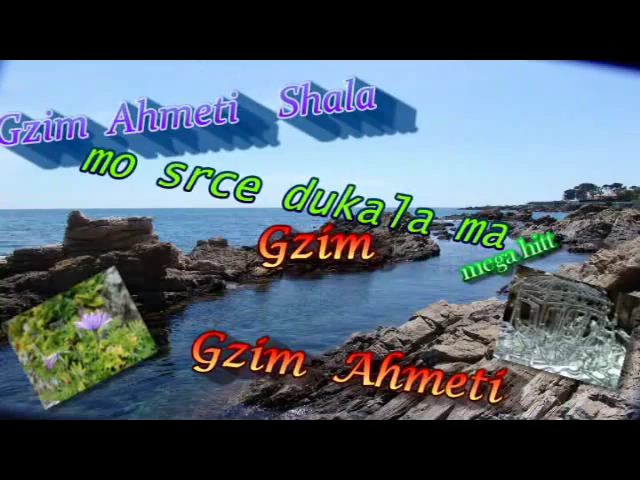 Gzim Ahmeti Shala
mo srce dukala ma
Gzim
mega hitt
Gzim Ahmeti